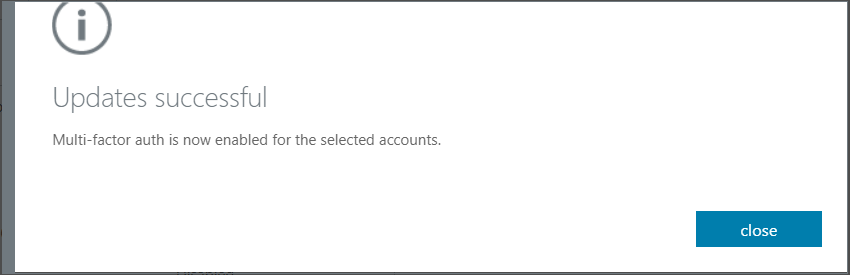 Updates successful
Multi-factor auth is now enabled for the selected accounts.
close